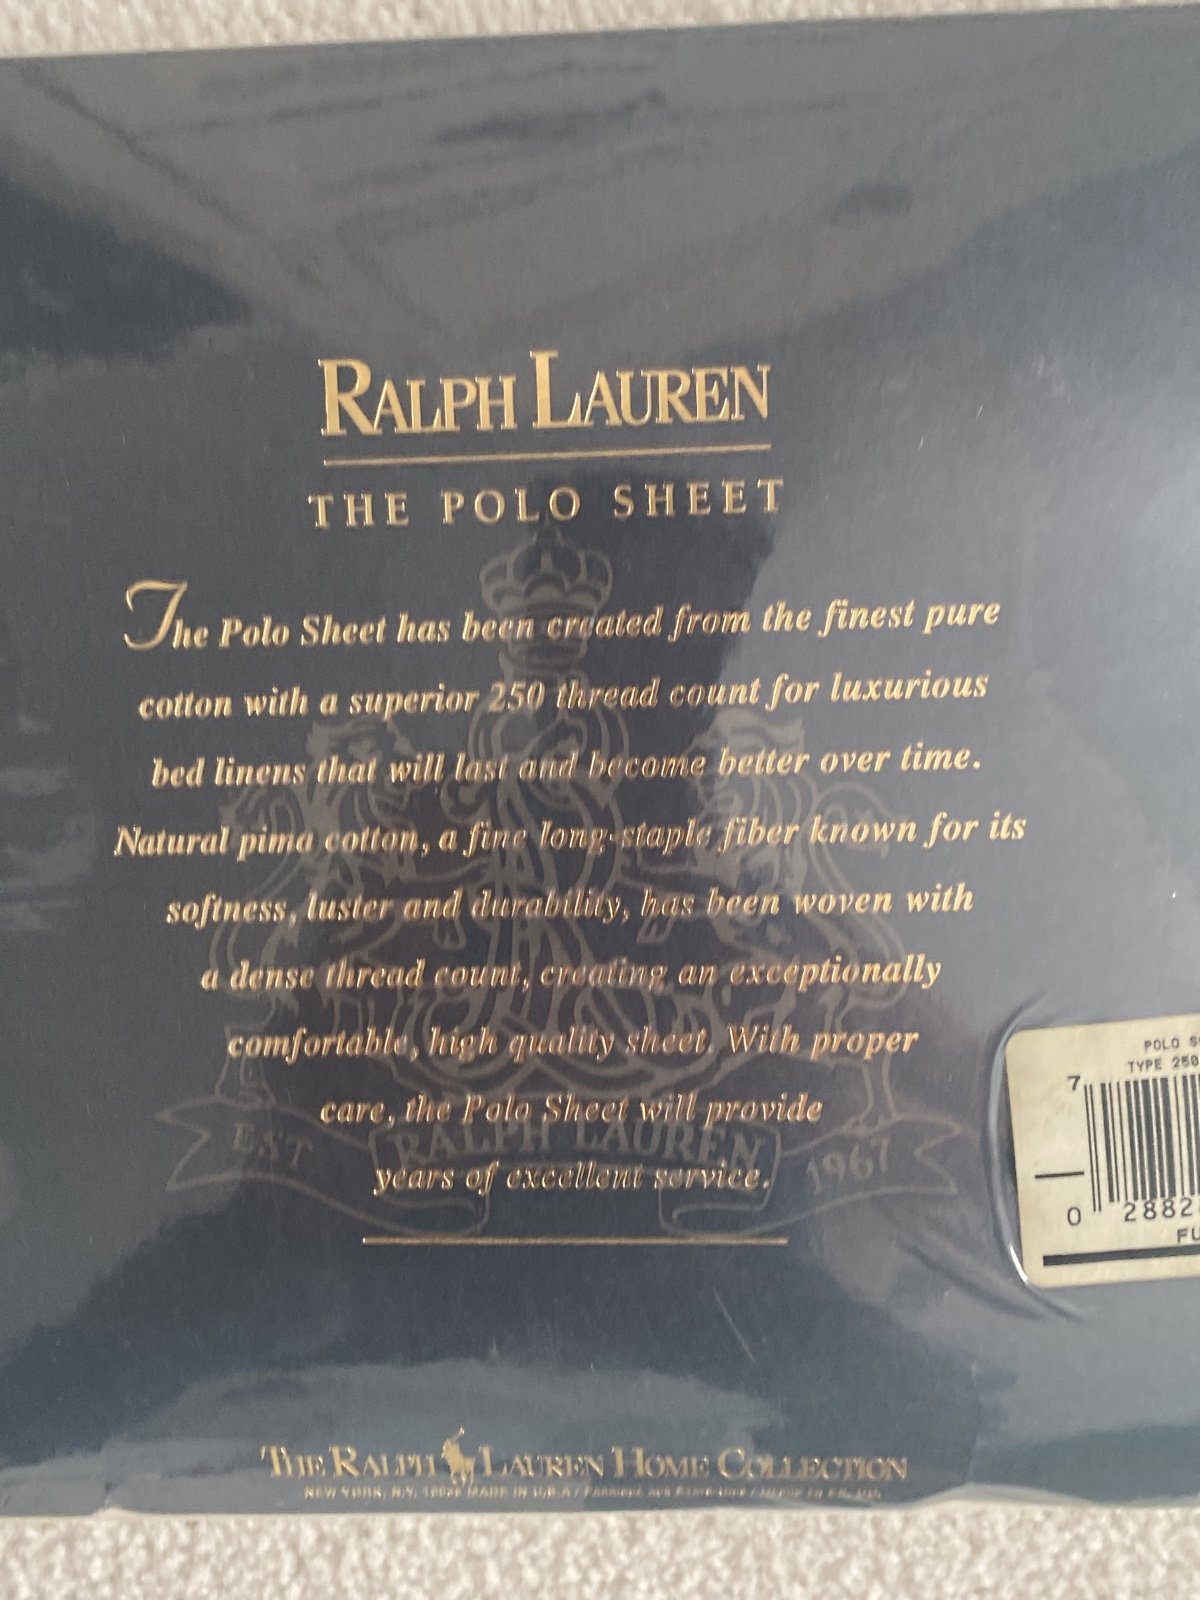 RALPH LAUREN
THE POLO SHEET
The Polo Sheet has been created from the finest pure
cotton with a superior 250 thread count for luxurious
bed linens that will last and become better over time.
Natural pima cotton, a fine long-staple fiber known for its
softness, luster and durability, has been woven with
a dense thread count, creating an exceptionally
comfortable, high quality sheet. With proper
care, the Polo Sheet will provide
years of excellent service.
EST RALPH LAUREN 1967
POLO
TYPE 250
7
0 2882
FU
THE RALPH LAUREN HOME COLLECTION
NEW YORK, N.Y. MADE IN U.S.A.